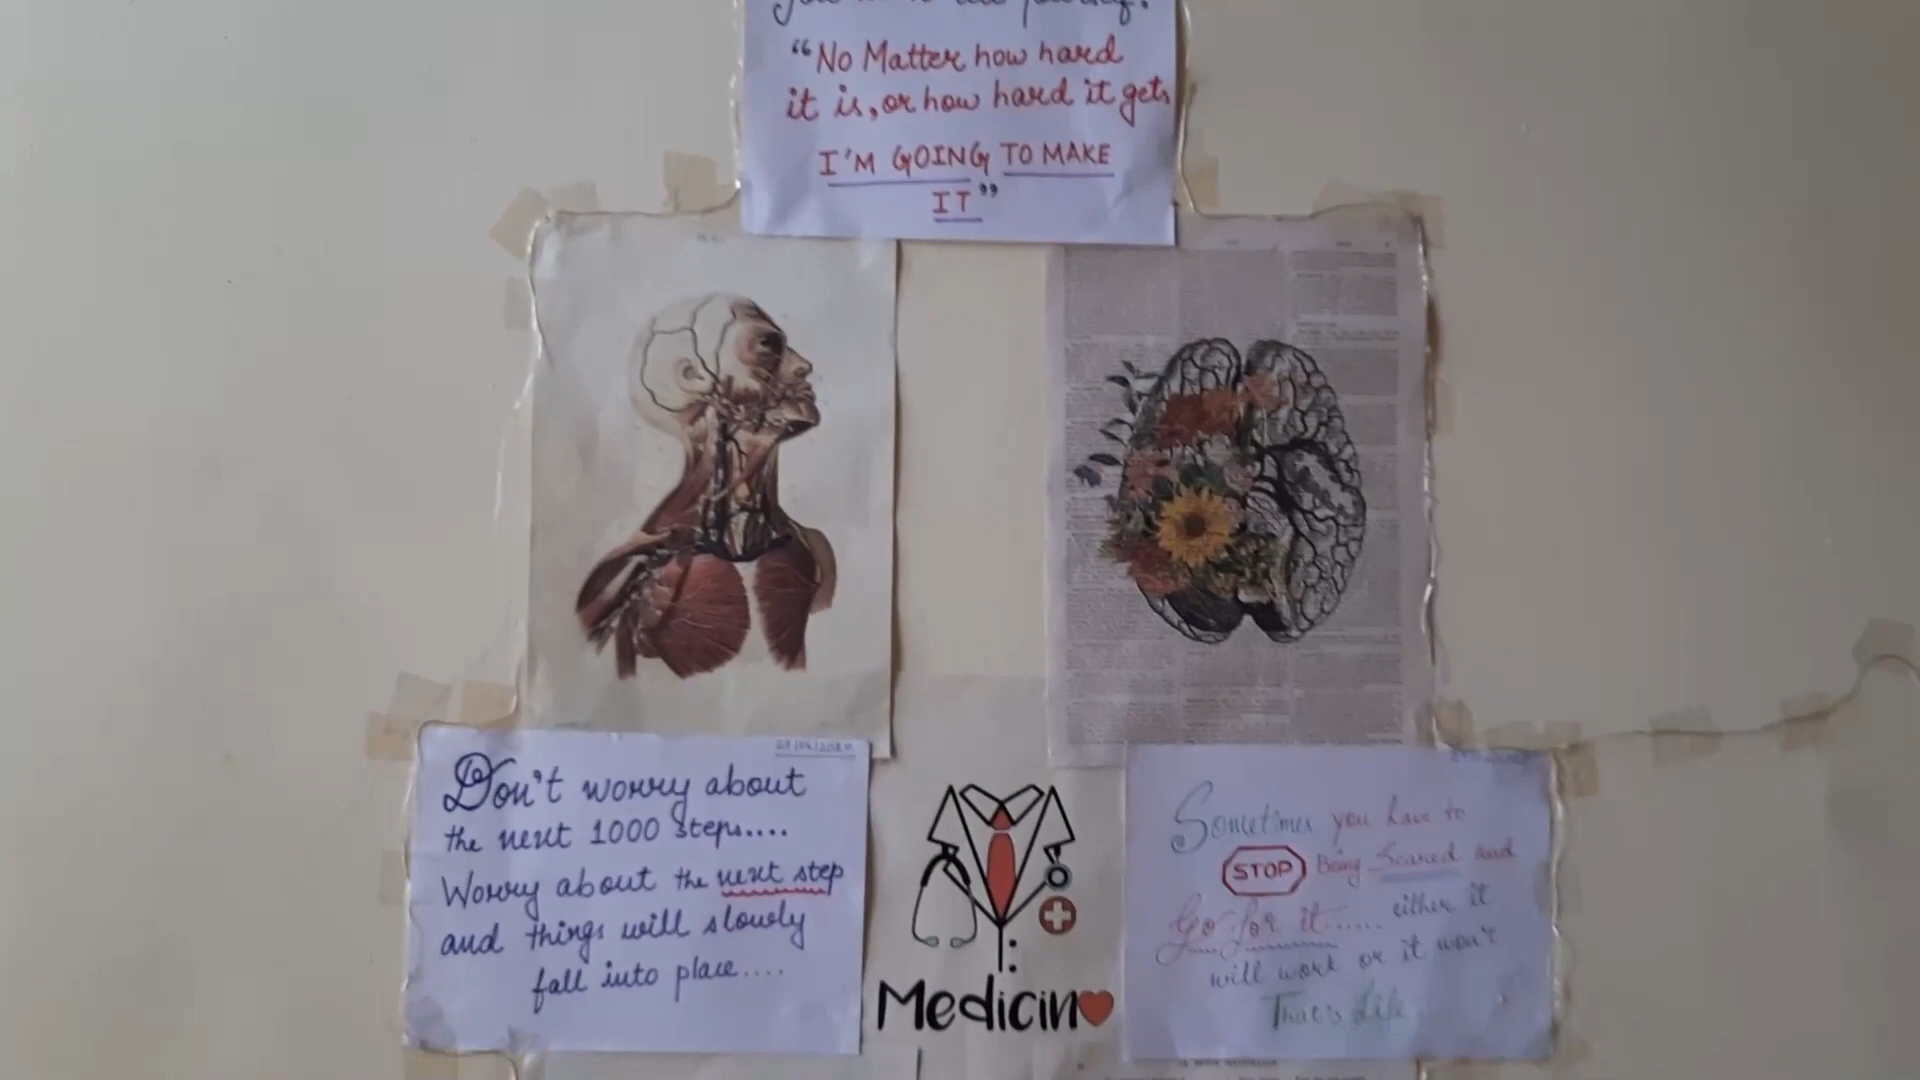 “No Matter how hard
it is, or how hard it gets
I'M GOING TO MAKE
IT”
Don't worry about
the next 1000 steps....
Worry about the next step
and things will slowly
fall into place....
Medicin
Sometimes you have to
STOP Being Scared and
Go for it...... either it
will work or it won't
That's Life